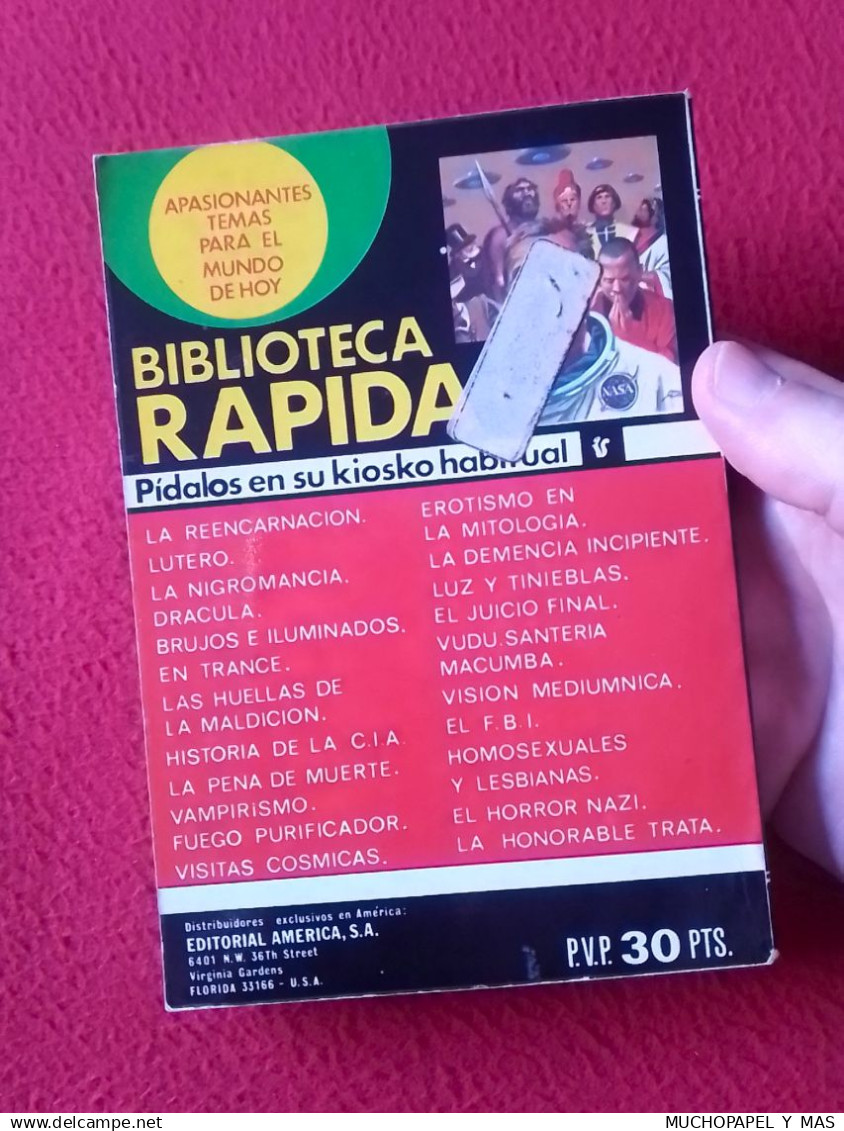 APASIONANTES
TEMAS
PARA EL
MUNDO
DE HOY
BIBLIOTECA
RAPIDA
NASA
Pídalos en su kiosko habitual
LA REENCARNACION.
LUTERO.
LA NIGROMANCIA.
DRACULA.
BRUJOS E ILUMINADOS.
EN TRANCE.
LAS HUELLAS DE
LA MALDICION.
HISTORIA DE LA C.I.A.
LA PENA DE MUERTE.
VAMPIRISMO.
FUEGO PURIFICADOR.
VISITAS COSMICAS.
EROTISMO EN
LA MITOLOGIA.
LA DEMENCIA INCIPIENTE.
LUZ Y TINIEBLAS.
EL JUICIO FINAL.
VUDU.SANTERIA
MACUMBA.
VISION MEDIUMNICA.
EL F.B.I.
HOMOSEXUALES
Y LESBIANAS.
EL HORROR NAZI.
LA HONORABLE TRATA.
Distribuidores exclusivos en América:
EDITORIAL AMERICA, S.A.
6401 N.W. 36Th Street
Virginia Gardens
FLORIDA 33166 - U.S.A.
P.V.P. 30 PTS.
MUCHOPAPEL Y MAS